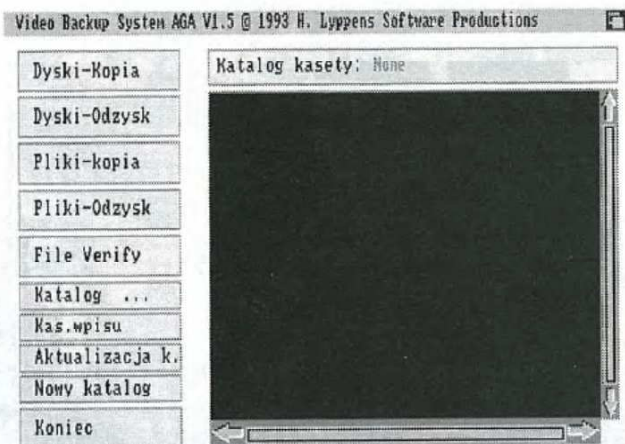 Video Backup System AGA V1.5 @ 1993 H. Lyppens Software Productions
Dyski-Kopia
Katalog kasety: None
Dyski-Odzysk
Pliki-kopia
Pliki-Odzysk
File Verify
Katalog ...
Kas.wpisu
Aktualizacja k.
Nowy katalog
Koniec